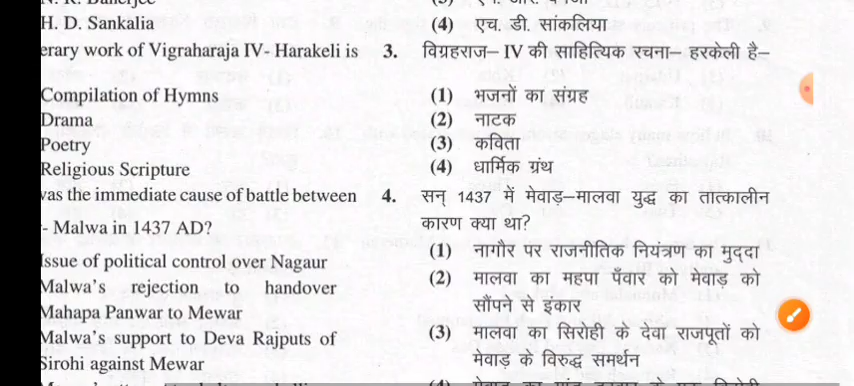 H. D. Sankalia
(4) एच. डी. सांकलिया
erary work of Vigraharaja IV- Harakeli is
3. विग्रहराज– IV की साहित्यिक रचना– हरकेली है–
Compilation of Hymns
(1) भजनों का संग्रह
Drama
(2) नाटक
Poetry
(3) कविता
Religious Scripture
(4) धार्मिक ग्रंथ
was the immediate cause of battle between
- Malwa in 1437 AD?
4. सन् 1437 में मेवाड़–मालवा युद्ध का तात्कालीन
कारण क्या था?
Issue of political control over Nagaur
(1) नागौर पर राजनीतिक नियंत्रण का मुद्दा
Malwa's rejection to handover
Mahapa Panwar to Mewar
(2) मालवा का महपा पँवार को मेवाड़ को
सौंपने से इंकार
Malwa's support to Deva Rajputs of
Sirohi against Mewar
(3) मालवा का सिरोही के देवा राजपूतों को
मेवाड़ के विरुद्ध समर्थन